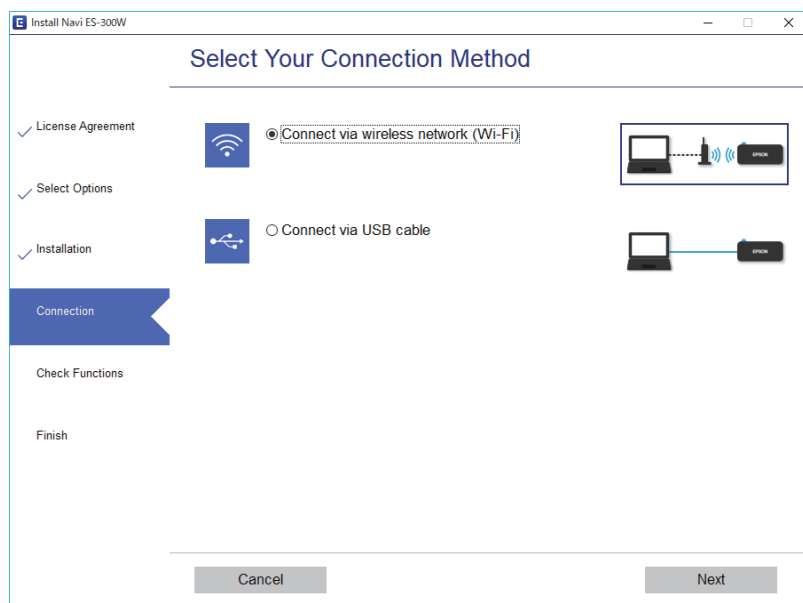 Install Navi ES-300W
Select Your Connection Method
License Agreement
Select Options
Installation
Connection
Check Functions
Finish
Connect via wireless network (Wi-Fi)
EPSON
Connect via USB cable
EPSON
Cancel
Next